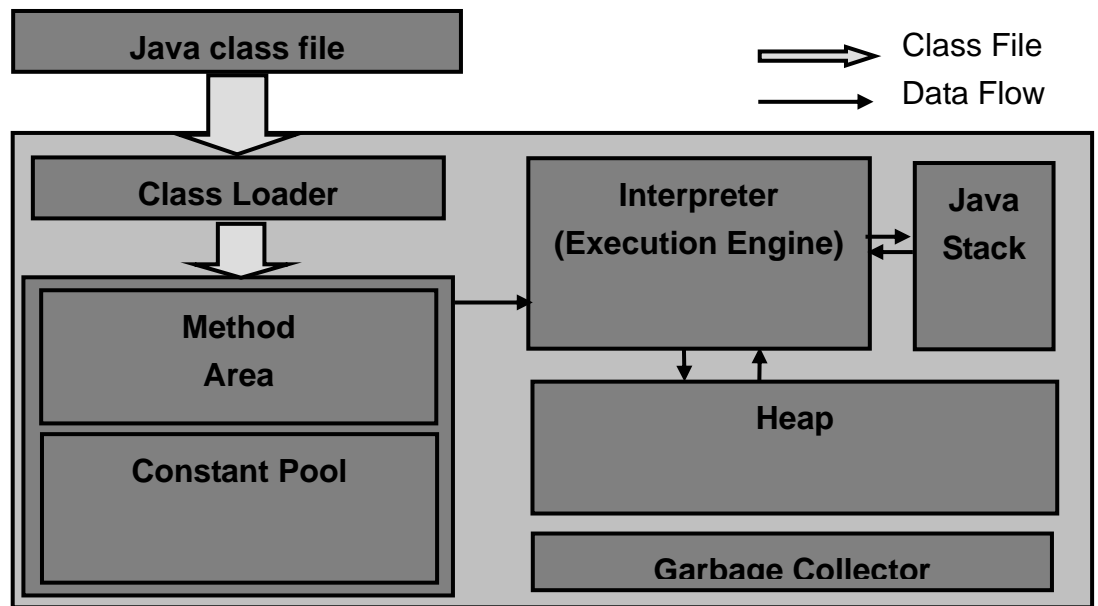 Java class file
Class File
Data Flow
Class Loader
Method
Area
Constant Pool
Interpreter
(Execution Engine)
Java
Stack
Heap
Garbage Collector